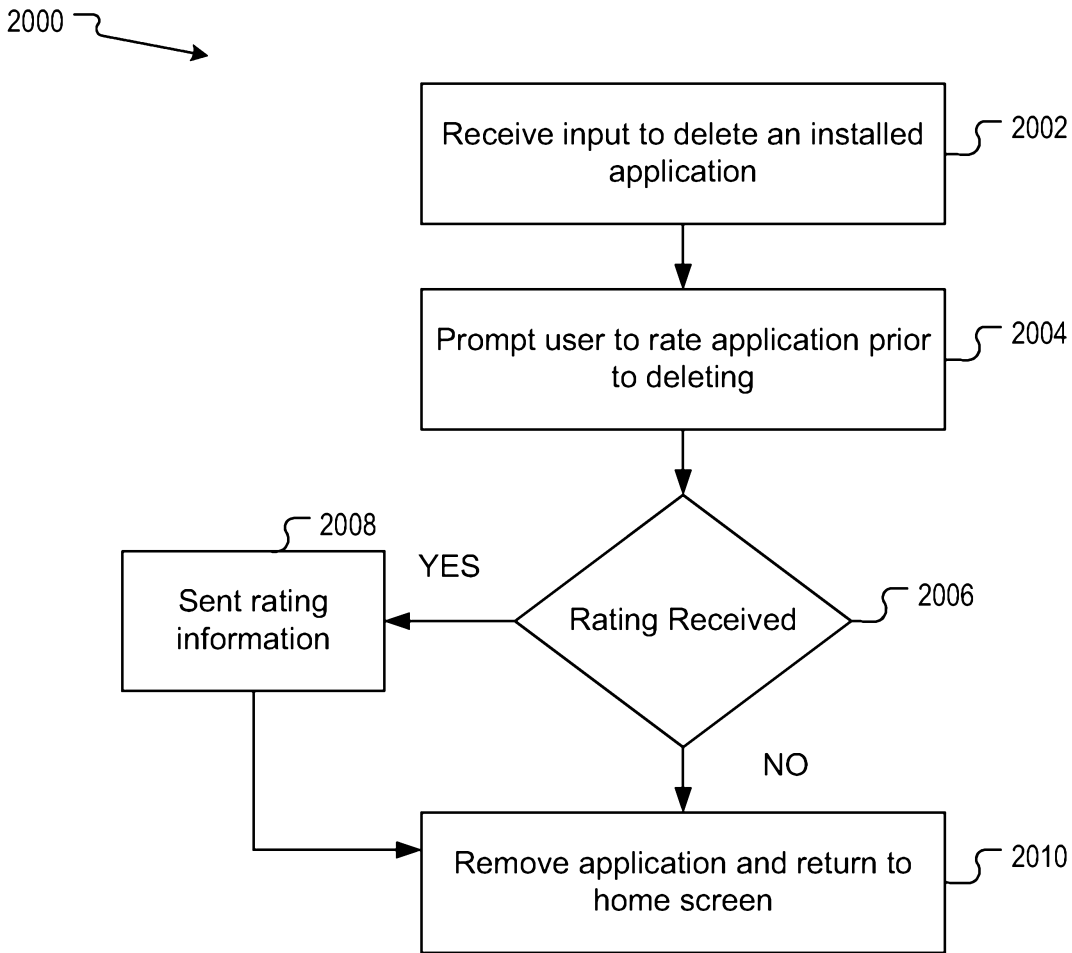 2000
Receive input to delete an installed
application
2002
Prompt user to rate application prior
to deleting
2004
2008
YES
Sent rating
information
Rating Received
2006
NO
Remove application and return to
home screen
2010